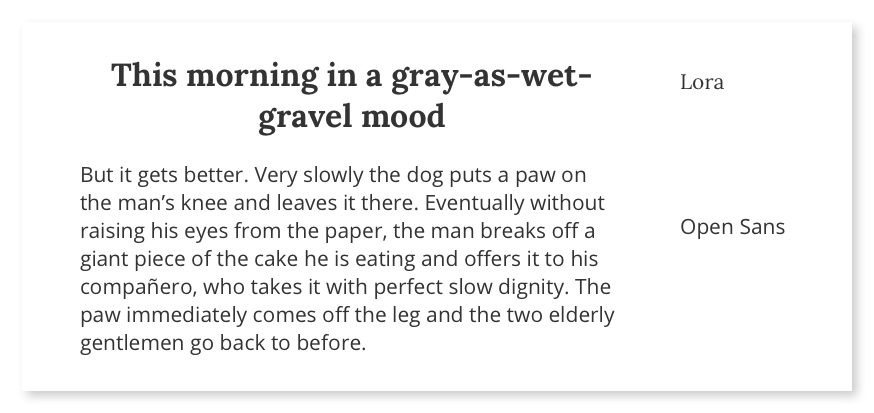 This morning in a gray-as-wet-
gravel mood
Lora
But it gets better. Very slowly the dog puts a paw on
the man’s knee and leaves it there. Eventually without
raising his eyes from the paper, the man breaks off a
giant piece of the cake he is eating and offers it to his
compañero, who takes it with perfect slow dignity. The
paw immediately comes off the leg and the two elderly
gentlemen go back to before.
Open Sans